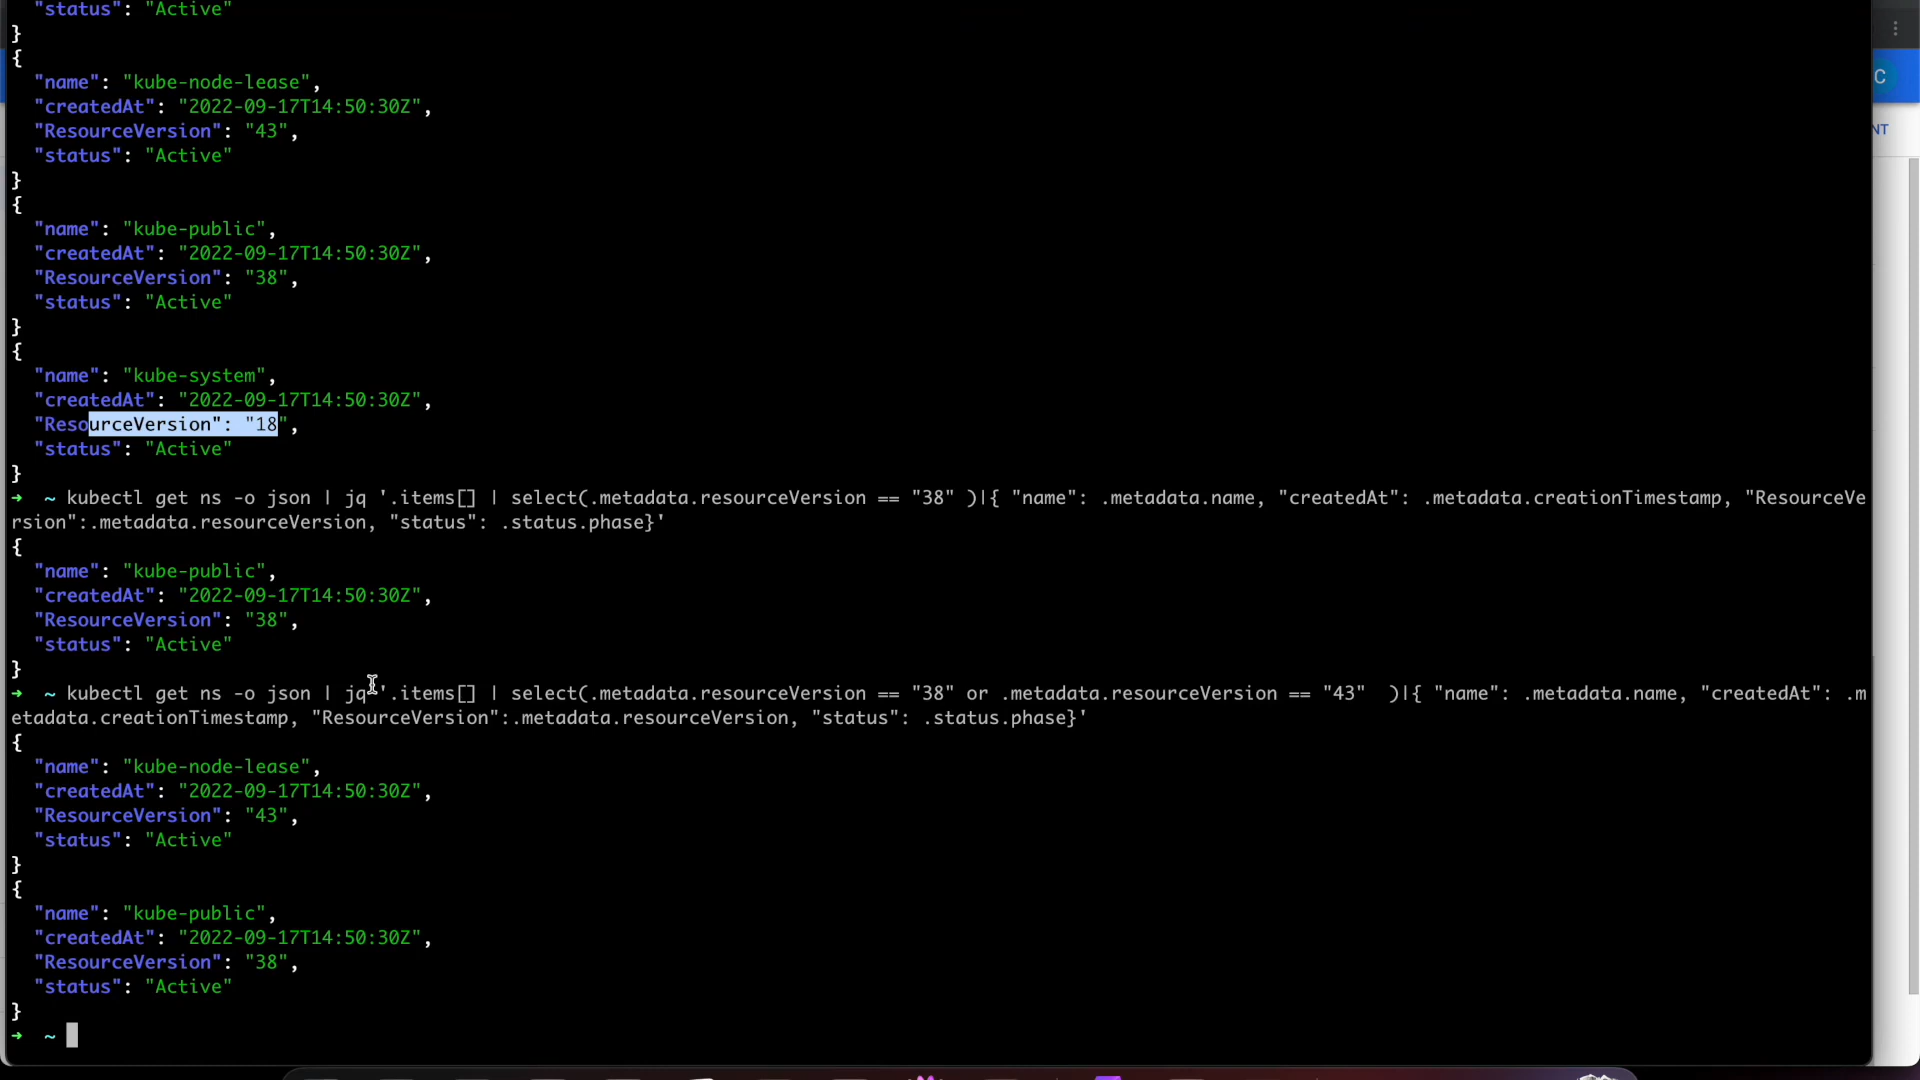 "status": "Active"
}
{
"name": "kube-node-lease",
"createdAt": "2022-09-17T14:50:30Z",
"ResourceVersion": "43",
"status": "Active"
}
{
"name": "kube-public",
"createdAt": "2022-09-17T14:50:30Z",
"ResourceVersion": "38",
"status": "Active"
}
{
"name": "kube-system",
"createdAt": "2022-09-17T14:50:30Z",
"ResourceVersion": "18",
"status": "Active"
}
➜ ~ kubectl get ns -o json | jq '.items[] | select(.metadata.resourceVersion == "38" )|{ "name": .metadata.name, "createdAt": .metadata.creationTimestamp, "ResourceVe
rsion":.metadata.resourceVersion, "status": .status.phase}'
{
"name": "kube-public",
"createdAt": "2022-09-17T14:50:30Z",
"ResourceVersion": "38",
"status": "Active"
}
➜ ~ kubectl get ns -o json | jq '.items[] | select(.metadata.resourceVersion == "38" or .metadata.resourceVersion == "43"  )|{ "name": .metadata.name, "createdAt": .m
etadata.creationTimestamp, "ResourceVersion":.metadata.resourceVersion, "status": .status.phase}'
{
"name": "kube-node-lease",
"createdAt": "2022-09-17T14:50:30Z",
"ResourceVersion": "43",
"status": "Active"
}
{
"name": "kube-public",
"createdAt": "2022-09-17T14:50:30Z",
"ResourceVersion": "38",
"status": "Active"
}
➜ ~
C
NT